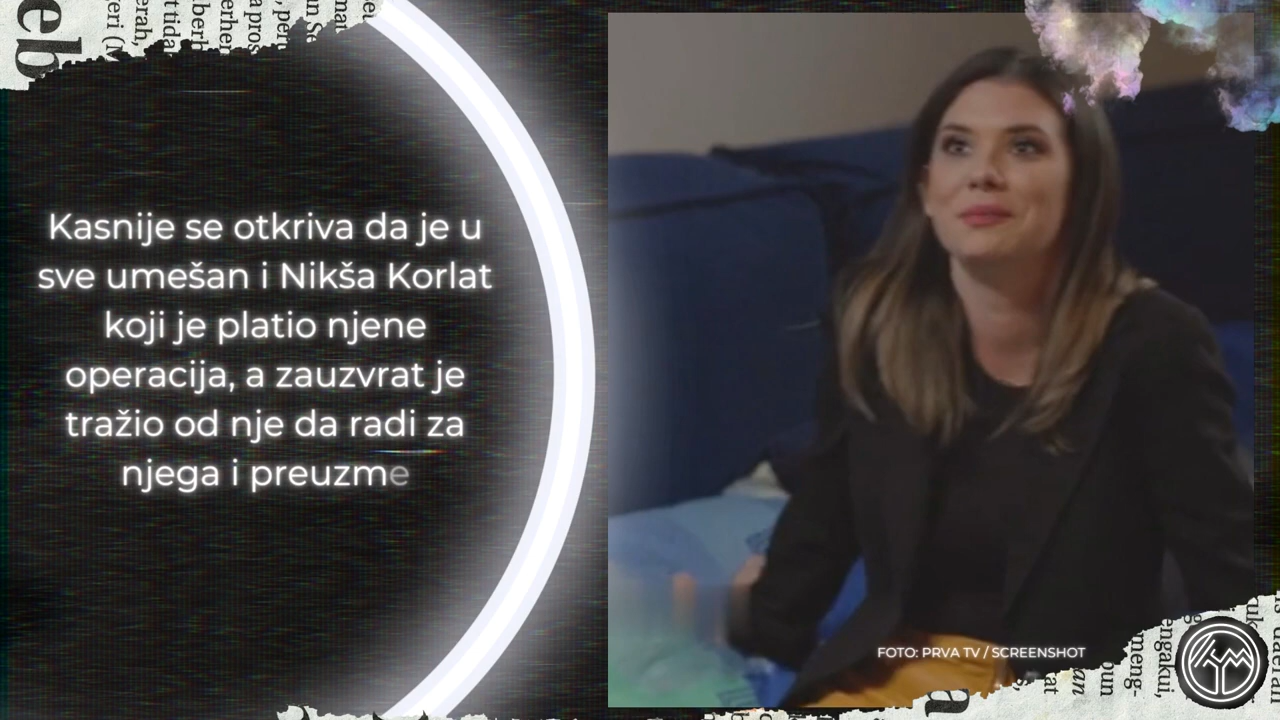 Kasnije se otkriva da je u
sve umešan i Nikša Korlat
koji je platio njene
operacija, a zauzvrat je
tražio od nje da radi za
njega i preuzme
FOTO: PRVA TV / SCREENSHOT